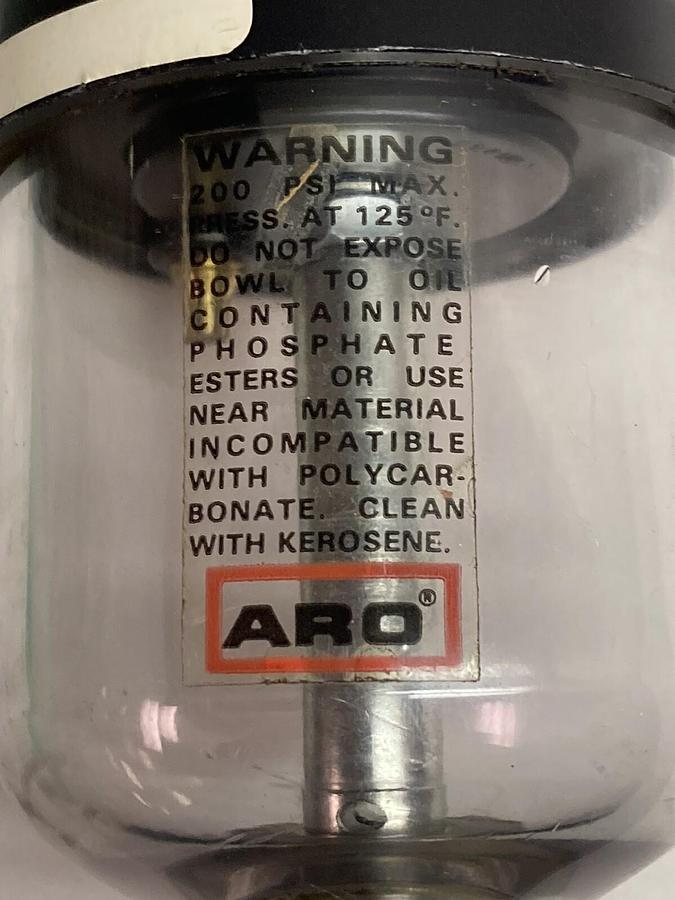 WARNING
200 PSI MAX.
PRESS. AT 125°F.
DO NOT EXPOSE
BOWL TO OIL
CONTAINING
PHOSPHATE
ESTERS OR USE
NEAR MATERIAL
INCOMPATIBLE
WITH POLYCAR-
BONATE. CLEAN
WITH KEROSENE.
ARO®